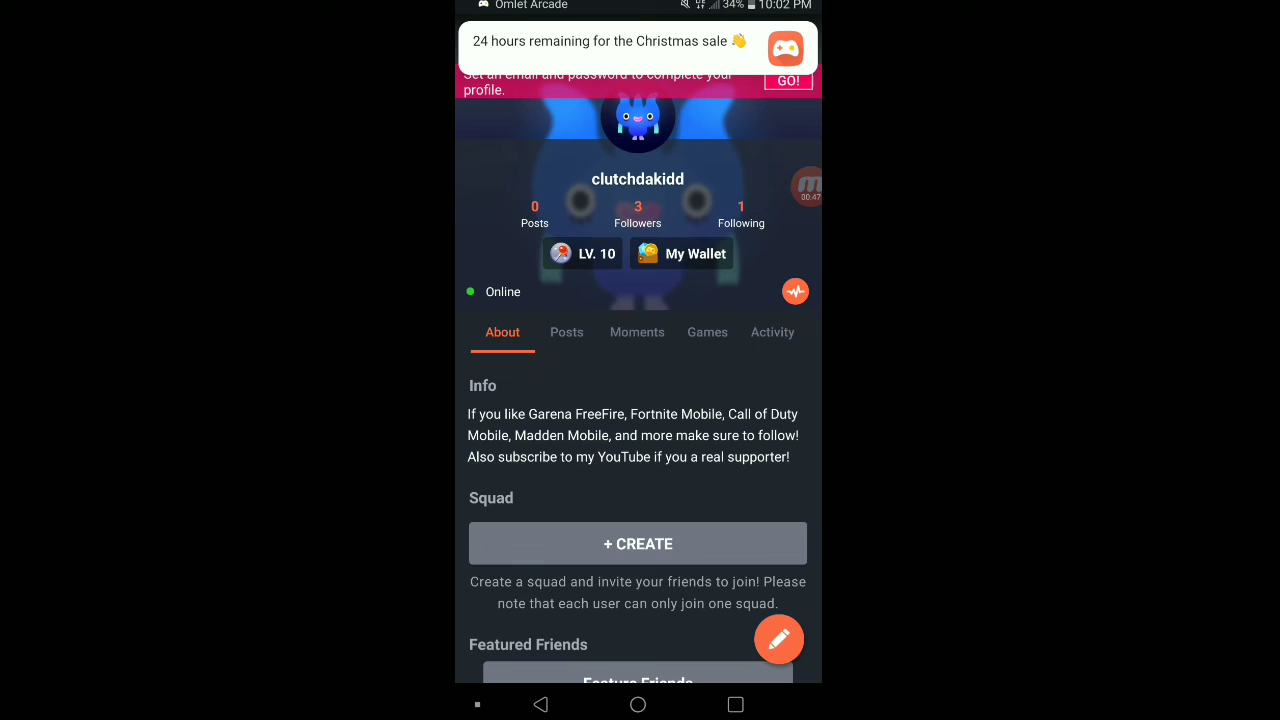 Omlet Arcade 34% 10:02 PM
24 hours remaining for the Christmas sale 👋
Set an email and password to complete your
profile.
GO!
clutchdakidd
0 3 1
Posts Followers Following
LV. 10 My Wallet
00:47
Online
About Posts Moments Games Activity
Info
If you like Garena FreeFire, Fortnite Mobile, Call of Duty
Mobile, Madden Mobile, and more make sure to follow!
Also subscribe to my YouTube if you a real supporter!
Squad
+ CREATE
Create a squad and invite your friends to join! Please
note that each user can only join one squad.
Featured Friends
Feature Friends